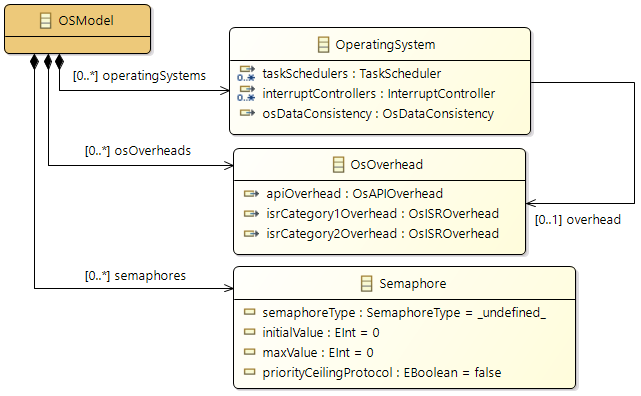 OSModel
OperatingSystem
[0..*] operatingSystems
taskSchedulers : TaskScheduler
0..*
interruptControllers : InterruptController
0..*
osDataConsistency : OsDataConsistency
[0..*] osOverheads
OsOverhead
apiOverhead : OsAPIOverhead
isrCategory1Overhead : OsISROverhead
isrCategory2Overhead : OsISROverhead
[0..1] overhead
[0..*] semaphores
Semaphore
semaphoreType : SemaphoreType = _undefined_
initialValue : EInt = 0
maxValue : EInt = 0
priorityCeilingProtocol : EBoolean = false